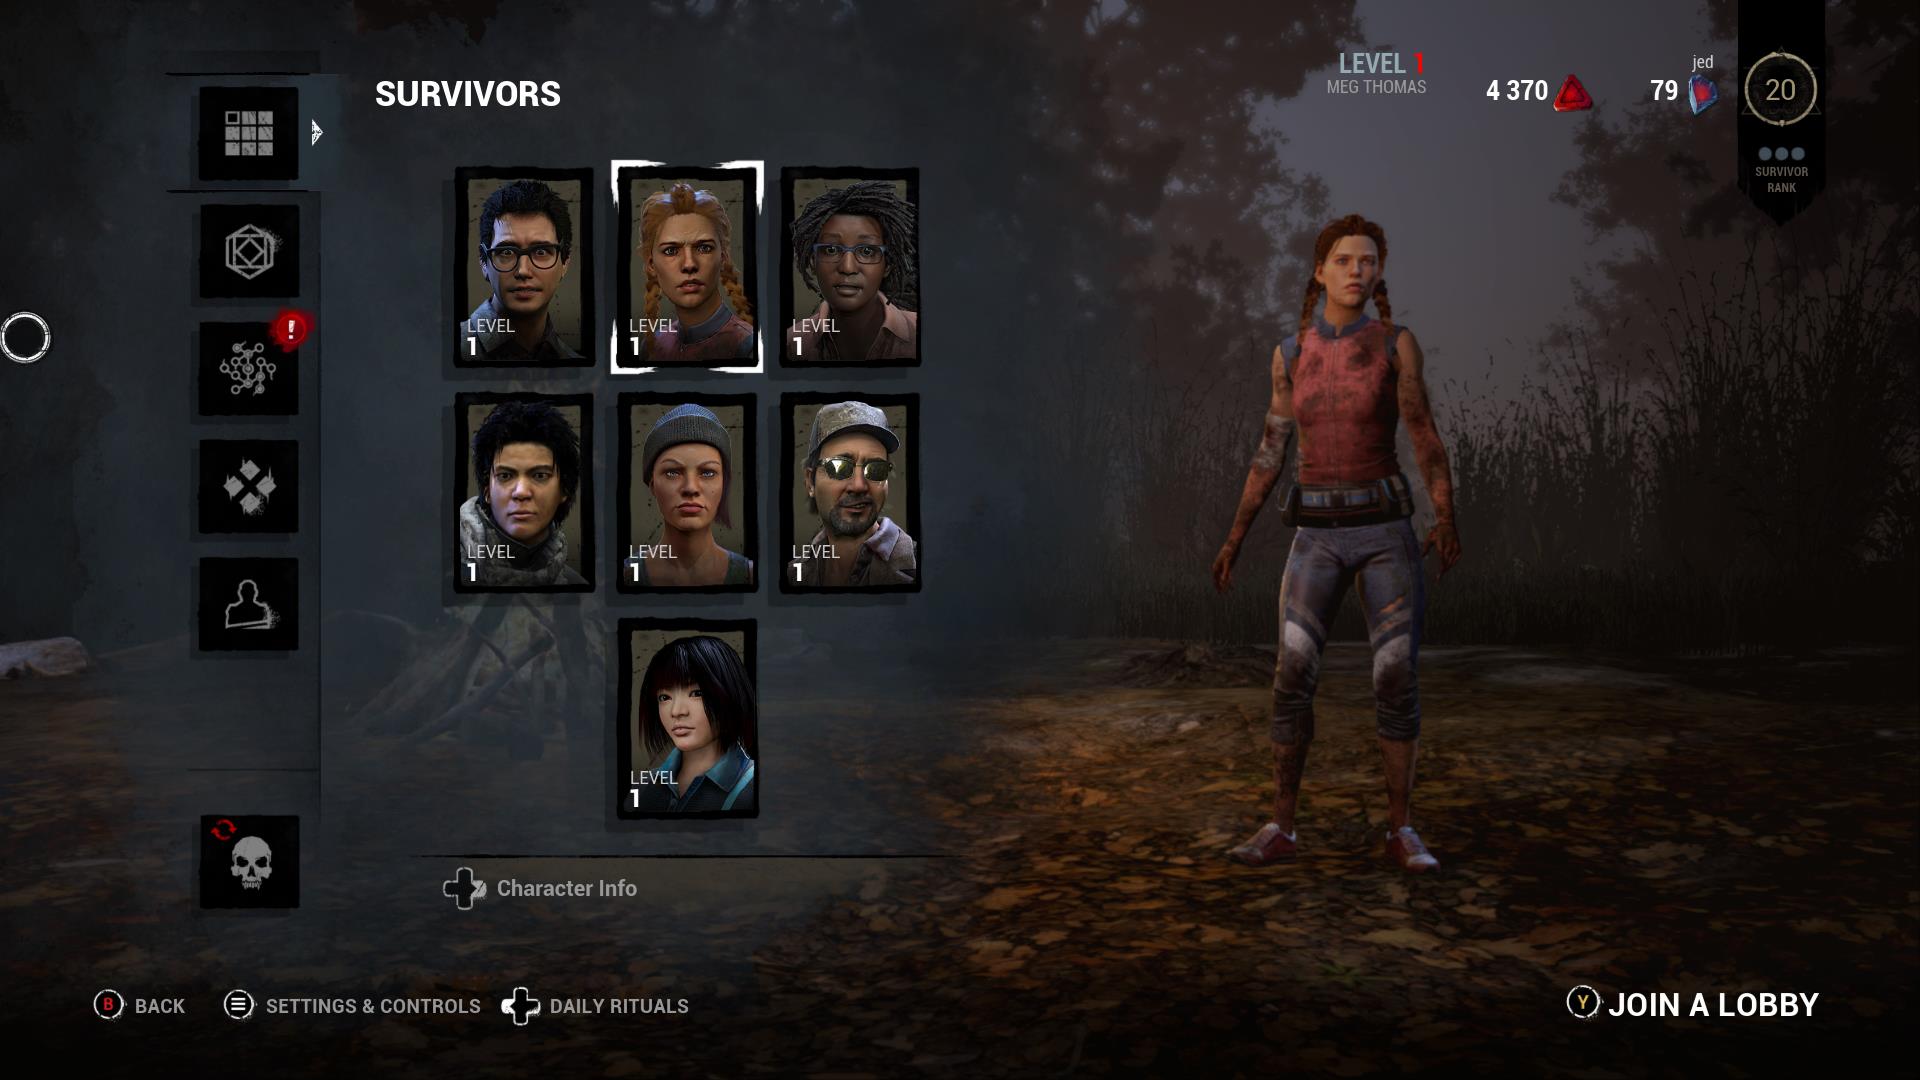 SURVIVORS
LEVEL 1
MEG THOMAS
4 370
79
jed
20
SURVIVOR
RANK
!
LEVEL
1
LEVEL
1
LEVEL
1
LEVEL
1
LEVEL
1
LEVEL
1
LEVEL
1
Character Info
B BACK
SETTINGS & CONTROLS
DAILY RITUALS
Y JOIN A LOBBY